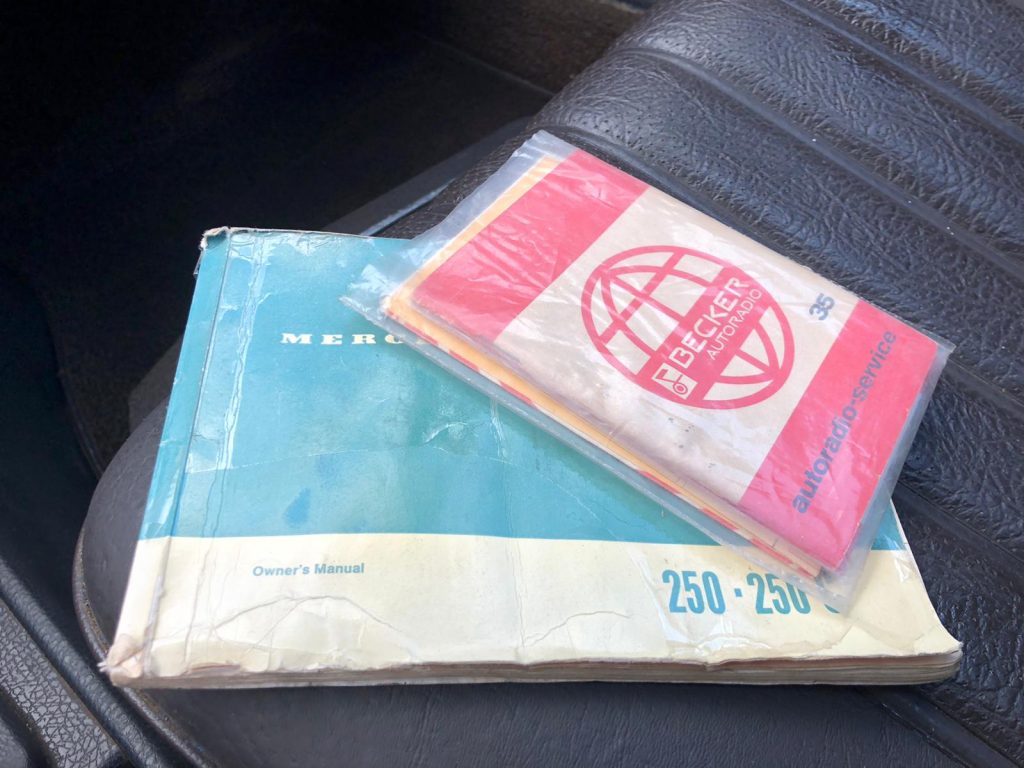 MERC
Owner's Manual
250 · 250
BECKER
AUTORADIO
35
autoradio-service